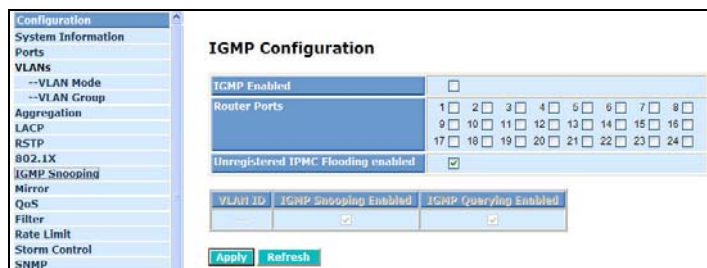 Configuration
System Information
Ports
VLANs
--VLAN Mode
--VLAN Group
Aggregation
LACP
RSTP
802.1X
IGMP Snooping
Mirror
QoS
Filter
Rate Limit
Storm Control
SNMP
IGMP Configuration
IGMP Enabled
Router Ports
1 2 3 4 5 6 7 8
9 10 11 12 13 14 15 16
17 18 19 20 21 22 23 24
Unregistered IPMC Flooding enabled
VLAN ID IGMP Snooping Enabled IGMP Querying Enabled
Apply Refresh